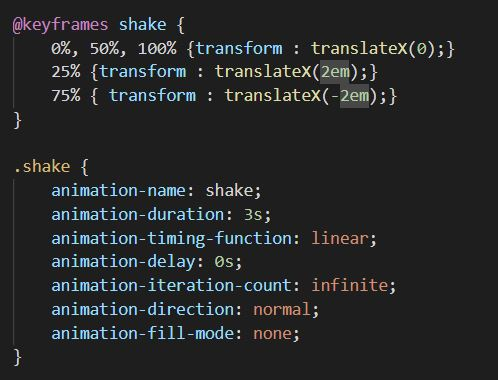 @keyframes shake {
    0%, 50%, 100% {transform : translateX(0);}
    25% {transform : translateX(2em);}
    75% { transform : translateX(-2em);}
}

.shake {
    animation-name: shake;
    animation-duration: 3s;
    animation-timing-function: linear;
    animation-delay: 0s;
    animation-iteration-count: infinite;
    animation-direction: normal;
    animation-fill-mode: none;
}